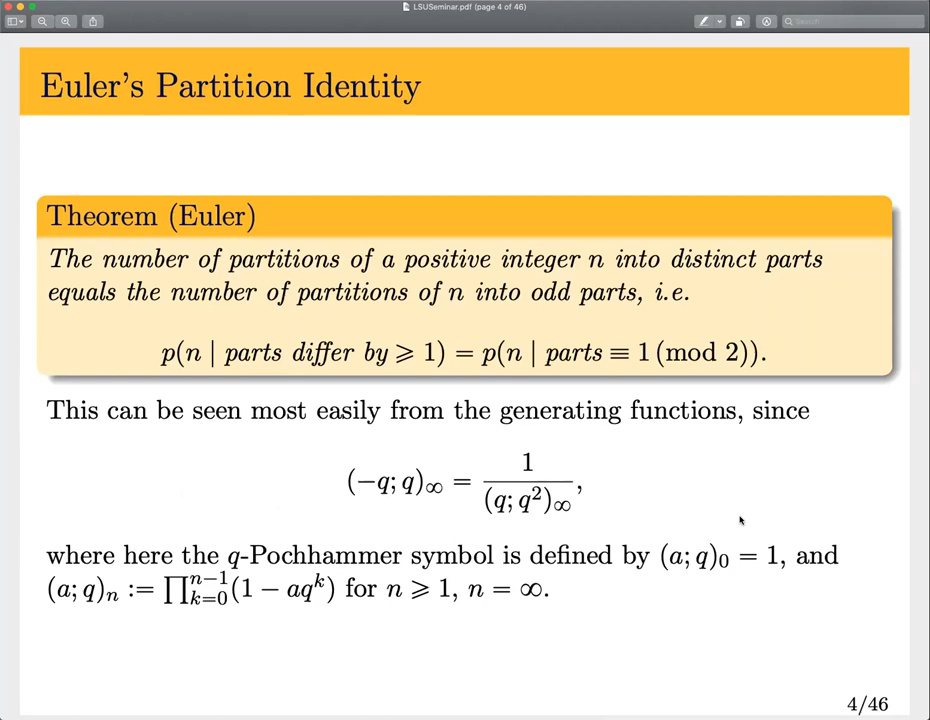 LSUSeminar.pdf (page 4 of 46)
Search
Euler's Partition Identity
Theorem (Euler)
The number of partitions of a positive integer n into distinct parts
equals the number of partitions of n into odd parts, i.e.
p(n | parts differ by ⩾ 1) = p(n | parts ≡ 1 (mod 2)).
This can be seen most easily from the generating functions, since
(−q; q)∞ = 1 / (q; q²)∞,
where here the q-Pochhammer symbol is defined by (a; q)₀ = 1, and
(a; q)ₙ := ∏ₖ₌₀ⁿ⁻¹(1 − aqᵏ) for n ⩾ 1, n = ∞.
4/46